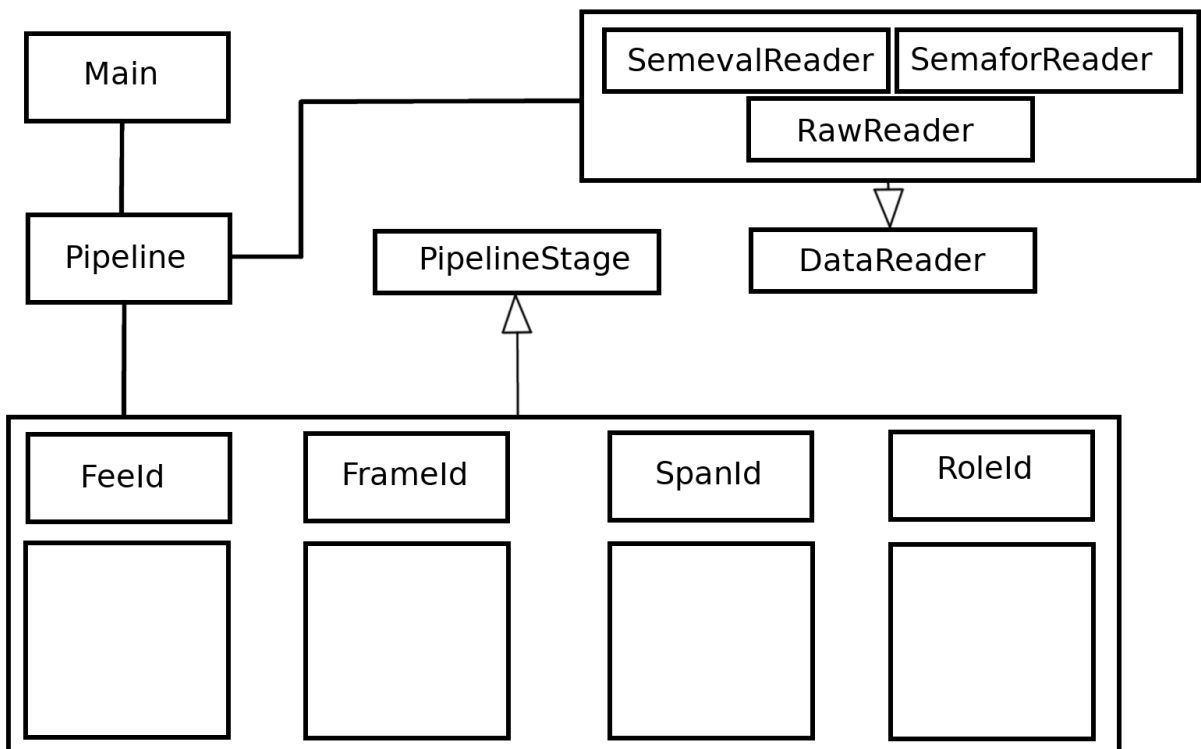 Main
SemevalReader
SemaforReader
RawReader
Pipeline
PipelineStage
DataReader
FeeId
FrameId
SpanId
RoleId